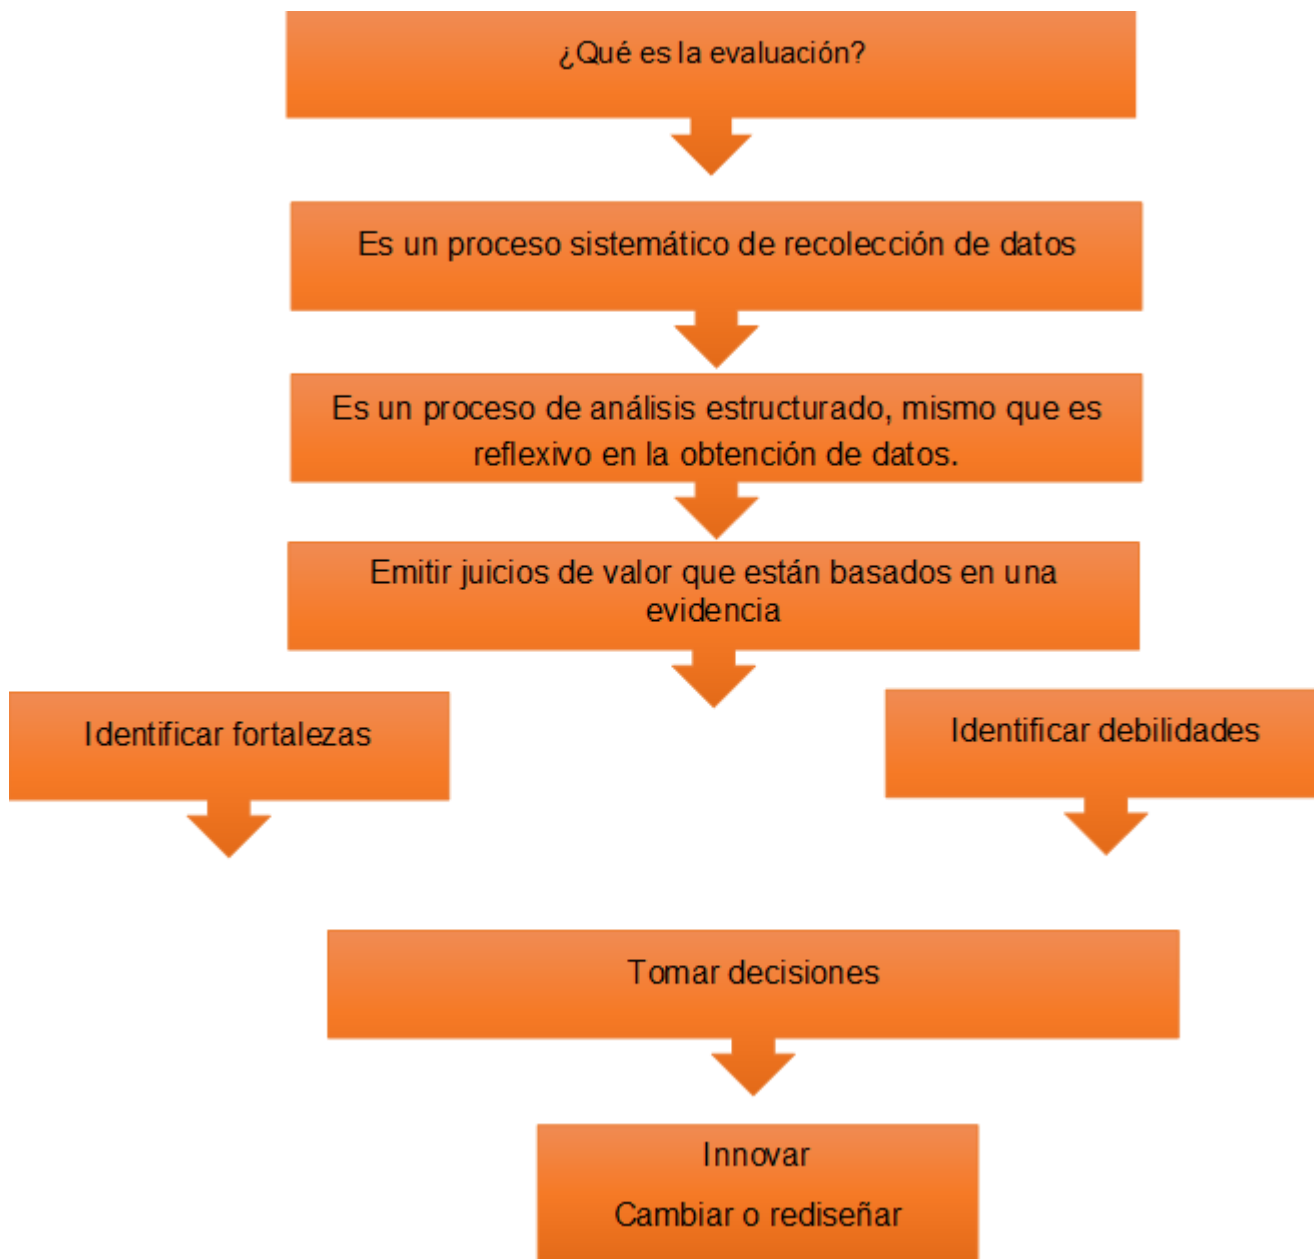 ¿Qué es la evaluación?
Es un proceso sistemático de recolección de datos
Es un proceso de análisis estructurado, mismo que es
reflexivo en la obtención de datos.
Emitir juicios de valor que están basados en una
evidencia
Identificar fortalezas
Identificar debilidades
Tomar decisiones
Innovar
Cambiar o rediseñar